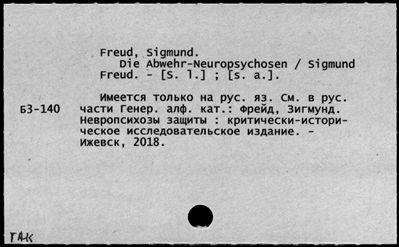 Freud, Sigmund.
Die Abwehr-Neuropsychosen / Sigmund
Freud. - [S. l.] ; [s. a.].
Имеется только на рус. яз. См. в рус.
Б3-140 части Генер. алф. кат.: Фрейд, Зигмунд.
Невропсихозы защиты : критически-истори-
ческое исследовательское издание. -
Ижевск, 2018.
ТАК